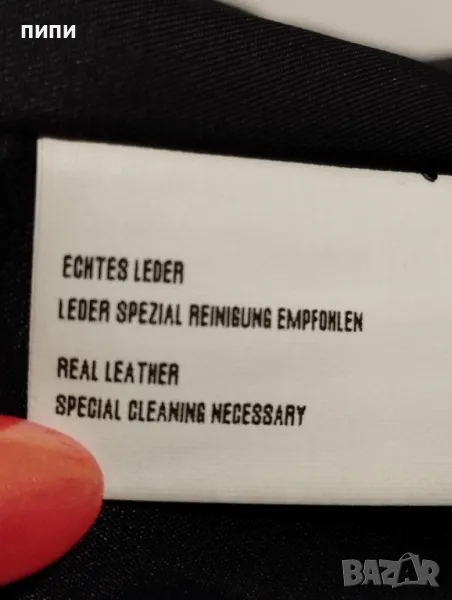 пипи
ECHTES LEDER
LEDER SPEZIAL REINIGUNG EMPFOHLEN
REAL LEATHER
SPECIAL CLEANING NECESSARY
BAZAR